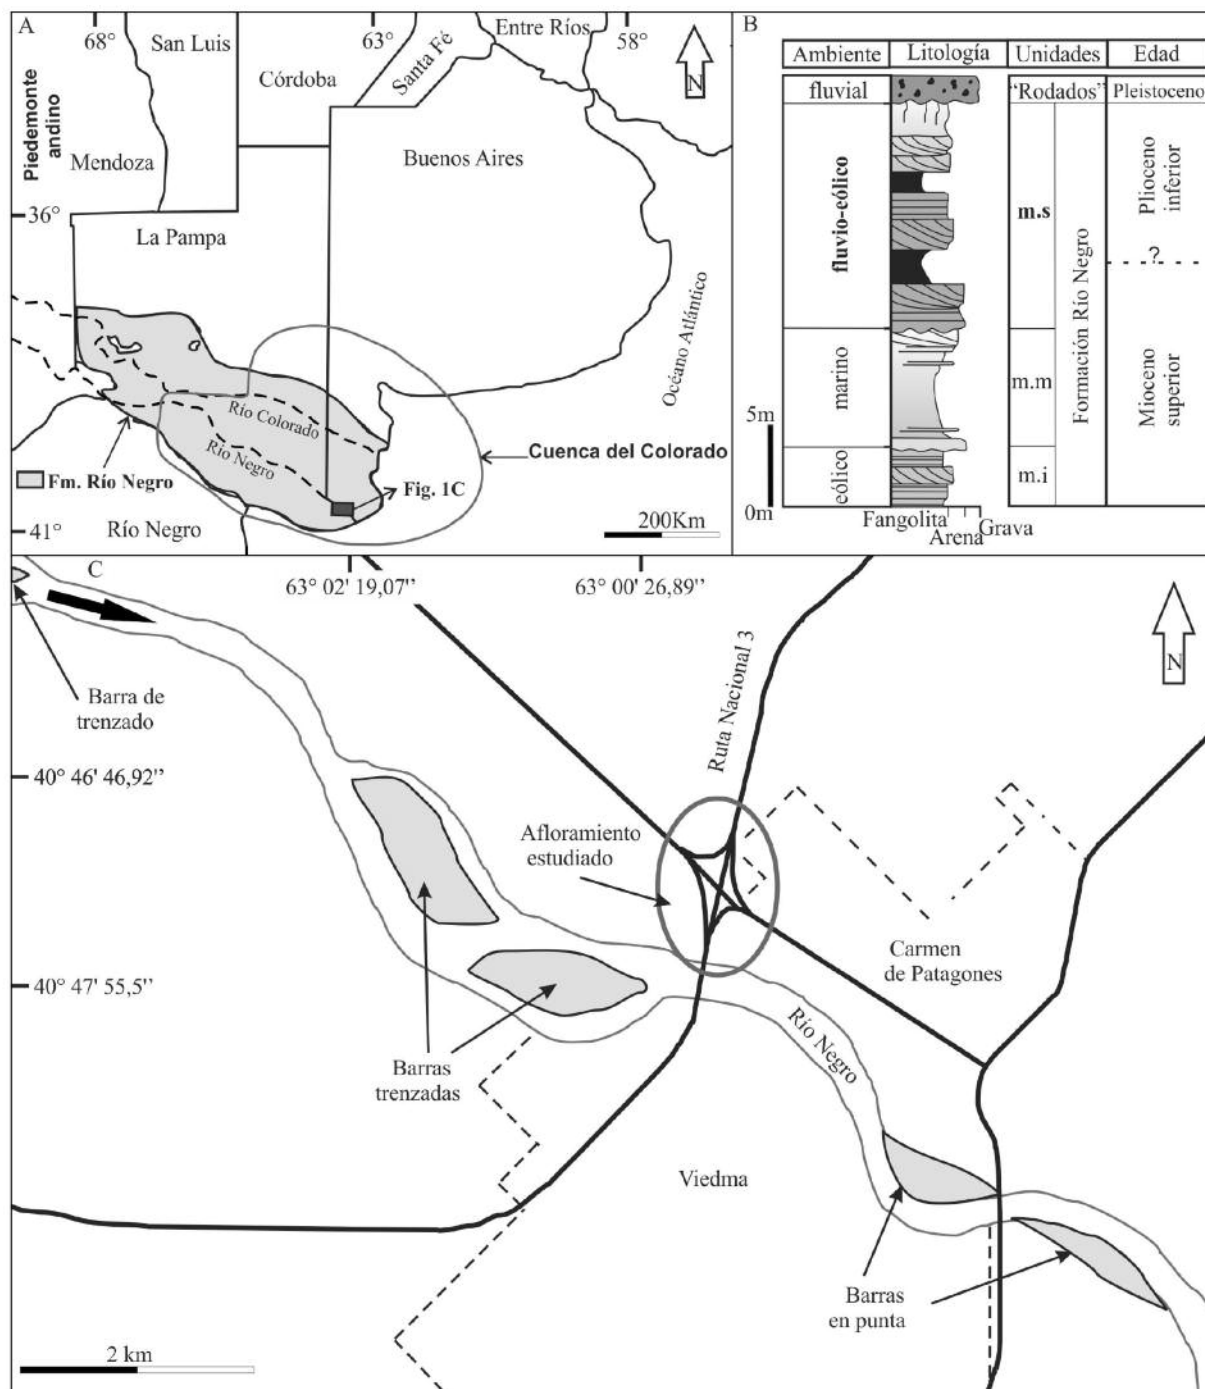 A
68°
63°
58°
San Luis
Córdoba
Santa Fé
Entre Ríos
N
Piedemonte
andino
Mendoza
Buenos Aires
36°
La Pampa
Océano Atlántico
Río Colorado
Río Negro
Cuenca del Colorado
Fm. Río Negro
Fig. 1C
Río Negro
200Km
41°
B
Ambiente Litología Unidades Edad
fluvial "Rodados" Pleistoceno
fluvio-eólico
m.s
Plioceno
inferior
?
Formación Río Negro
marino
m.m
Mioceno
superior
eólico
m.i
5m
0m
Fangolita
Arena
Grava
C
63° 02' 19,07''
63° 00' 26,89''
N
Barra de
trenzado
Ruta Nacional 3
40° 46' 46,92''
Afloramiento
estudiado
Carmen
de Patagones
40° 47' 55,5''
Río Negro
Barras
trenzadas
Viedma
Barras
en punta
2 km